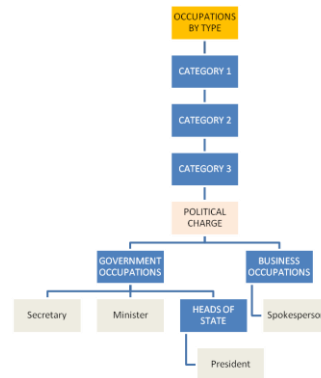 OCCUPATIONS
BY TYPE
CATEGORY 1
CATEGORY 2
CATEGORY 3
POLITICAL
CHARGE
GOVERNMENT
OCCUPATIONS
BUSINESS
OCCUPATIONS
Secretary
Minister
HEADS OF
STATE
Spokesperson
President